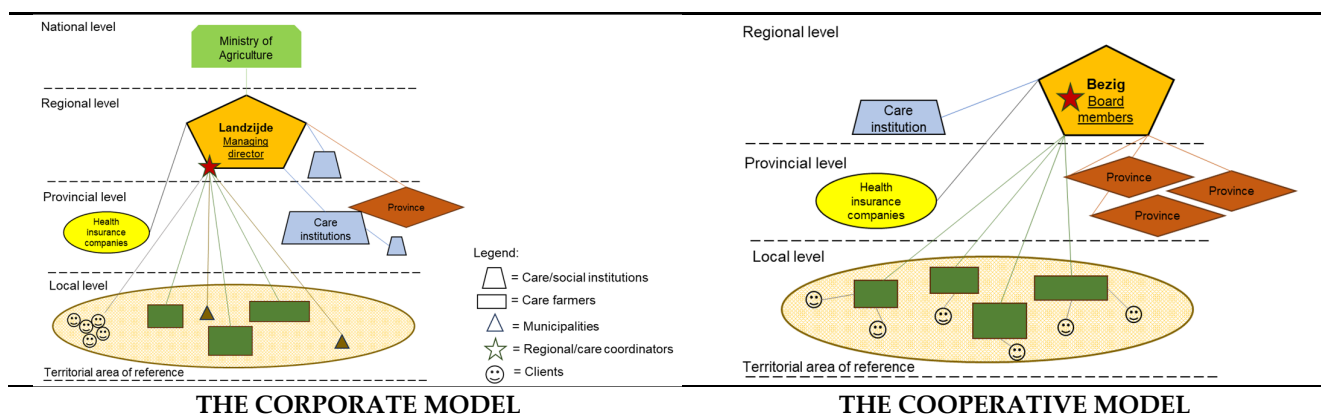 National level
Ministry of
Agriculture
Regional level
Landzijde
Managing
director
Provincial level
Health
insurance
companies
Care
institutions
Province
Local level
Territorial area of reference
Legend:
= Care/social institutions
= Care farmers
= Municipalities
= Regional/care coordinators
= Clients
THE CORPORATE MODEL
Regional level
Bezig
Board
members
Care
institution
Provincial level
Health insurance
companies
Province
Province
Province
Local level
Territorial area of reference
THE COOPERATIVE MODEL